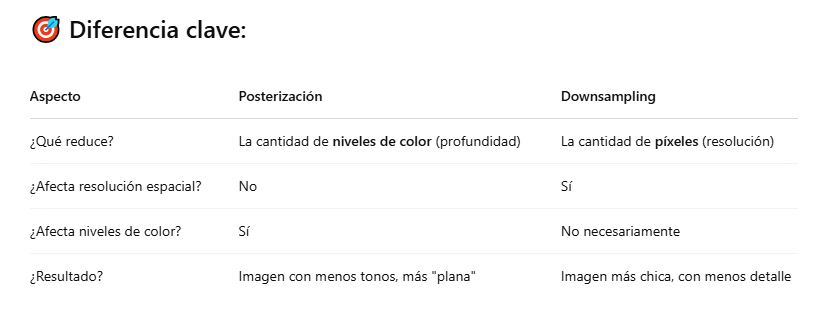 🎯 Diferencia clave:
Aspecto Posterización Downsampling
¿Qué reduce? La cantidad de niveles de color (profundidad) La cantidad de píxeles (resolución)
¿Afecta resolución espacial? No Sí
¿Afecta niveles de color? Sí No necesariamente
¿Resultado? Imagen con menos tonos, más "plana" Imagen más chica, con menos detalle